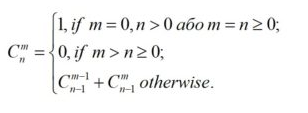 1, if m = 0, n > 0 або m = n ≥ 0;
C_n^m = { 0, if m > n ≥ 0;
C_{n-1}^{m-1} + C_{n-1}^m otherwise.